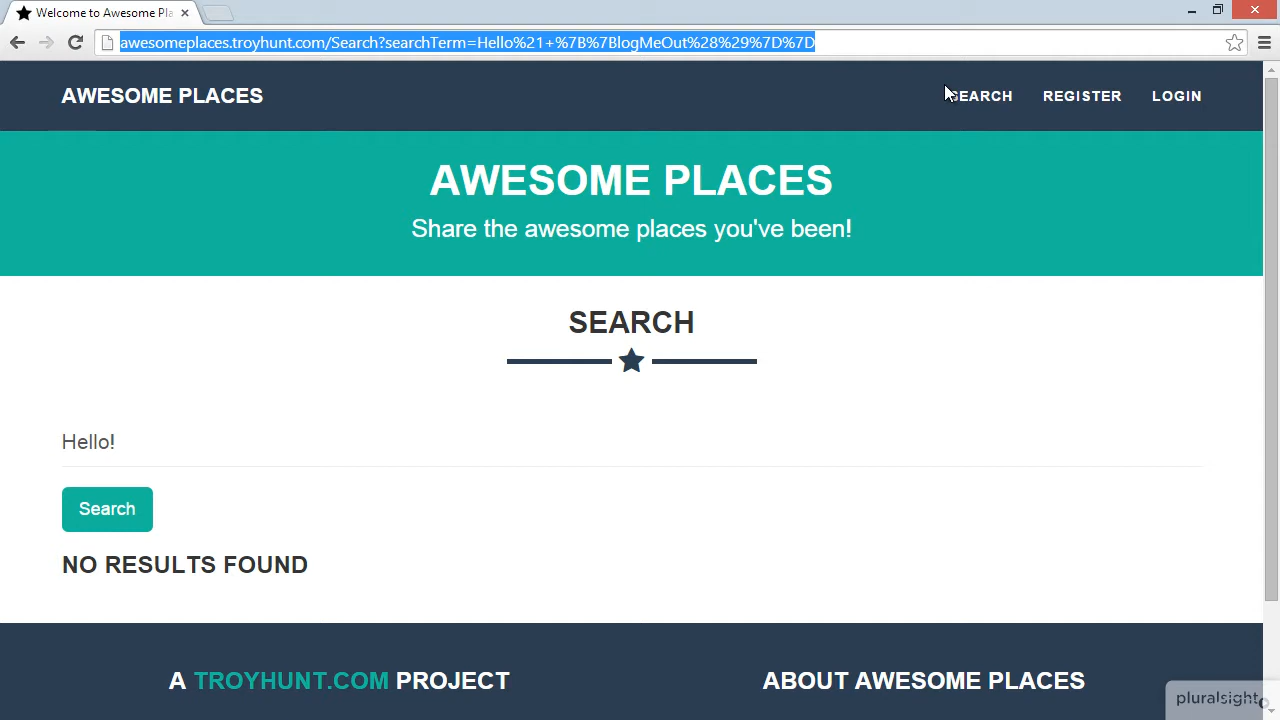 Welcome to Awesome Pla
awesomeplaces.troyhunt.com/Search?searchTerm=Hello%21+%7B%7BlogMeOut%28%29%7D%7D
AWESOME PLACES
SEARCH REGISTER LOGIN
AWESOME PLACES
Share the awesome places you've been!
SEARCH
Hello!
Search
NO RESULTS FOUND
A TROYHUNT.COM PROJECT
ABOUT AWESOME PLACES
pluralsight